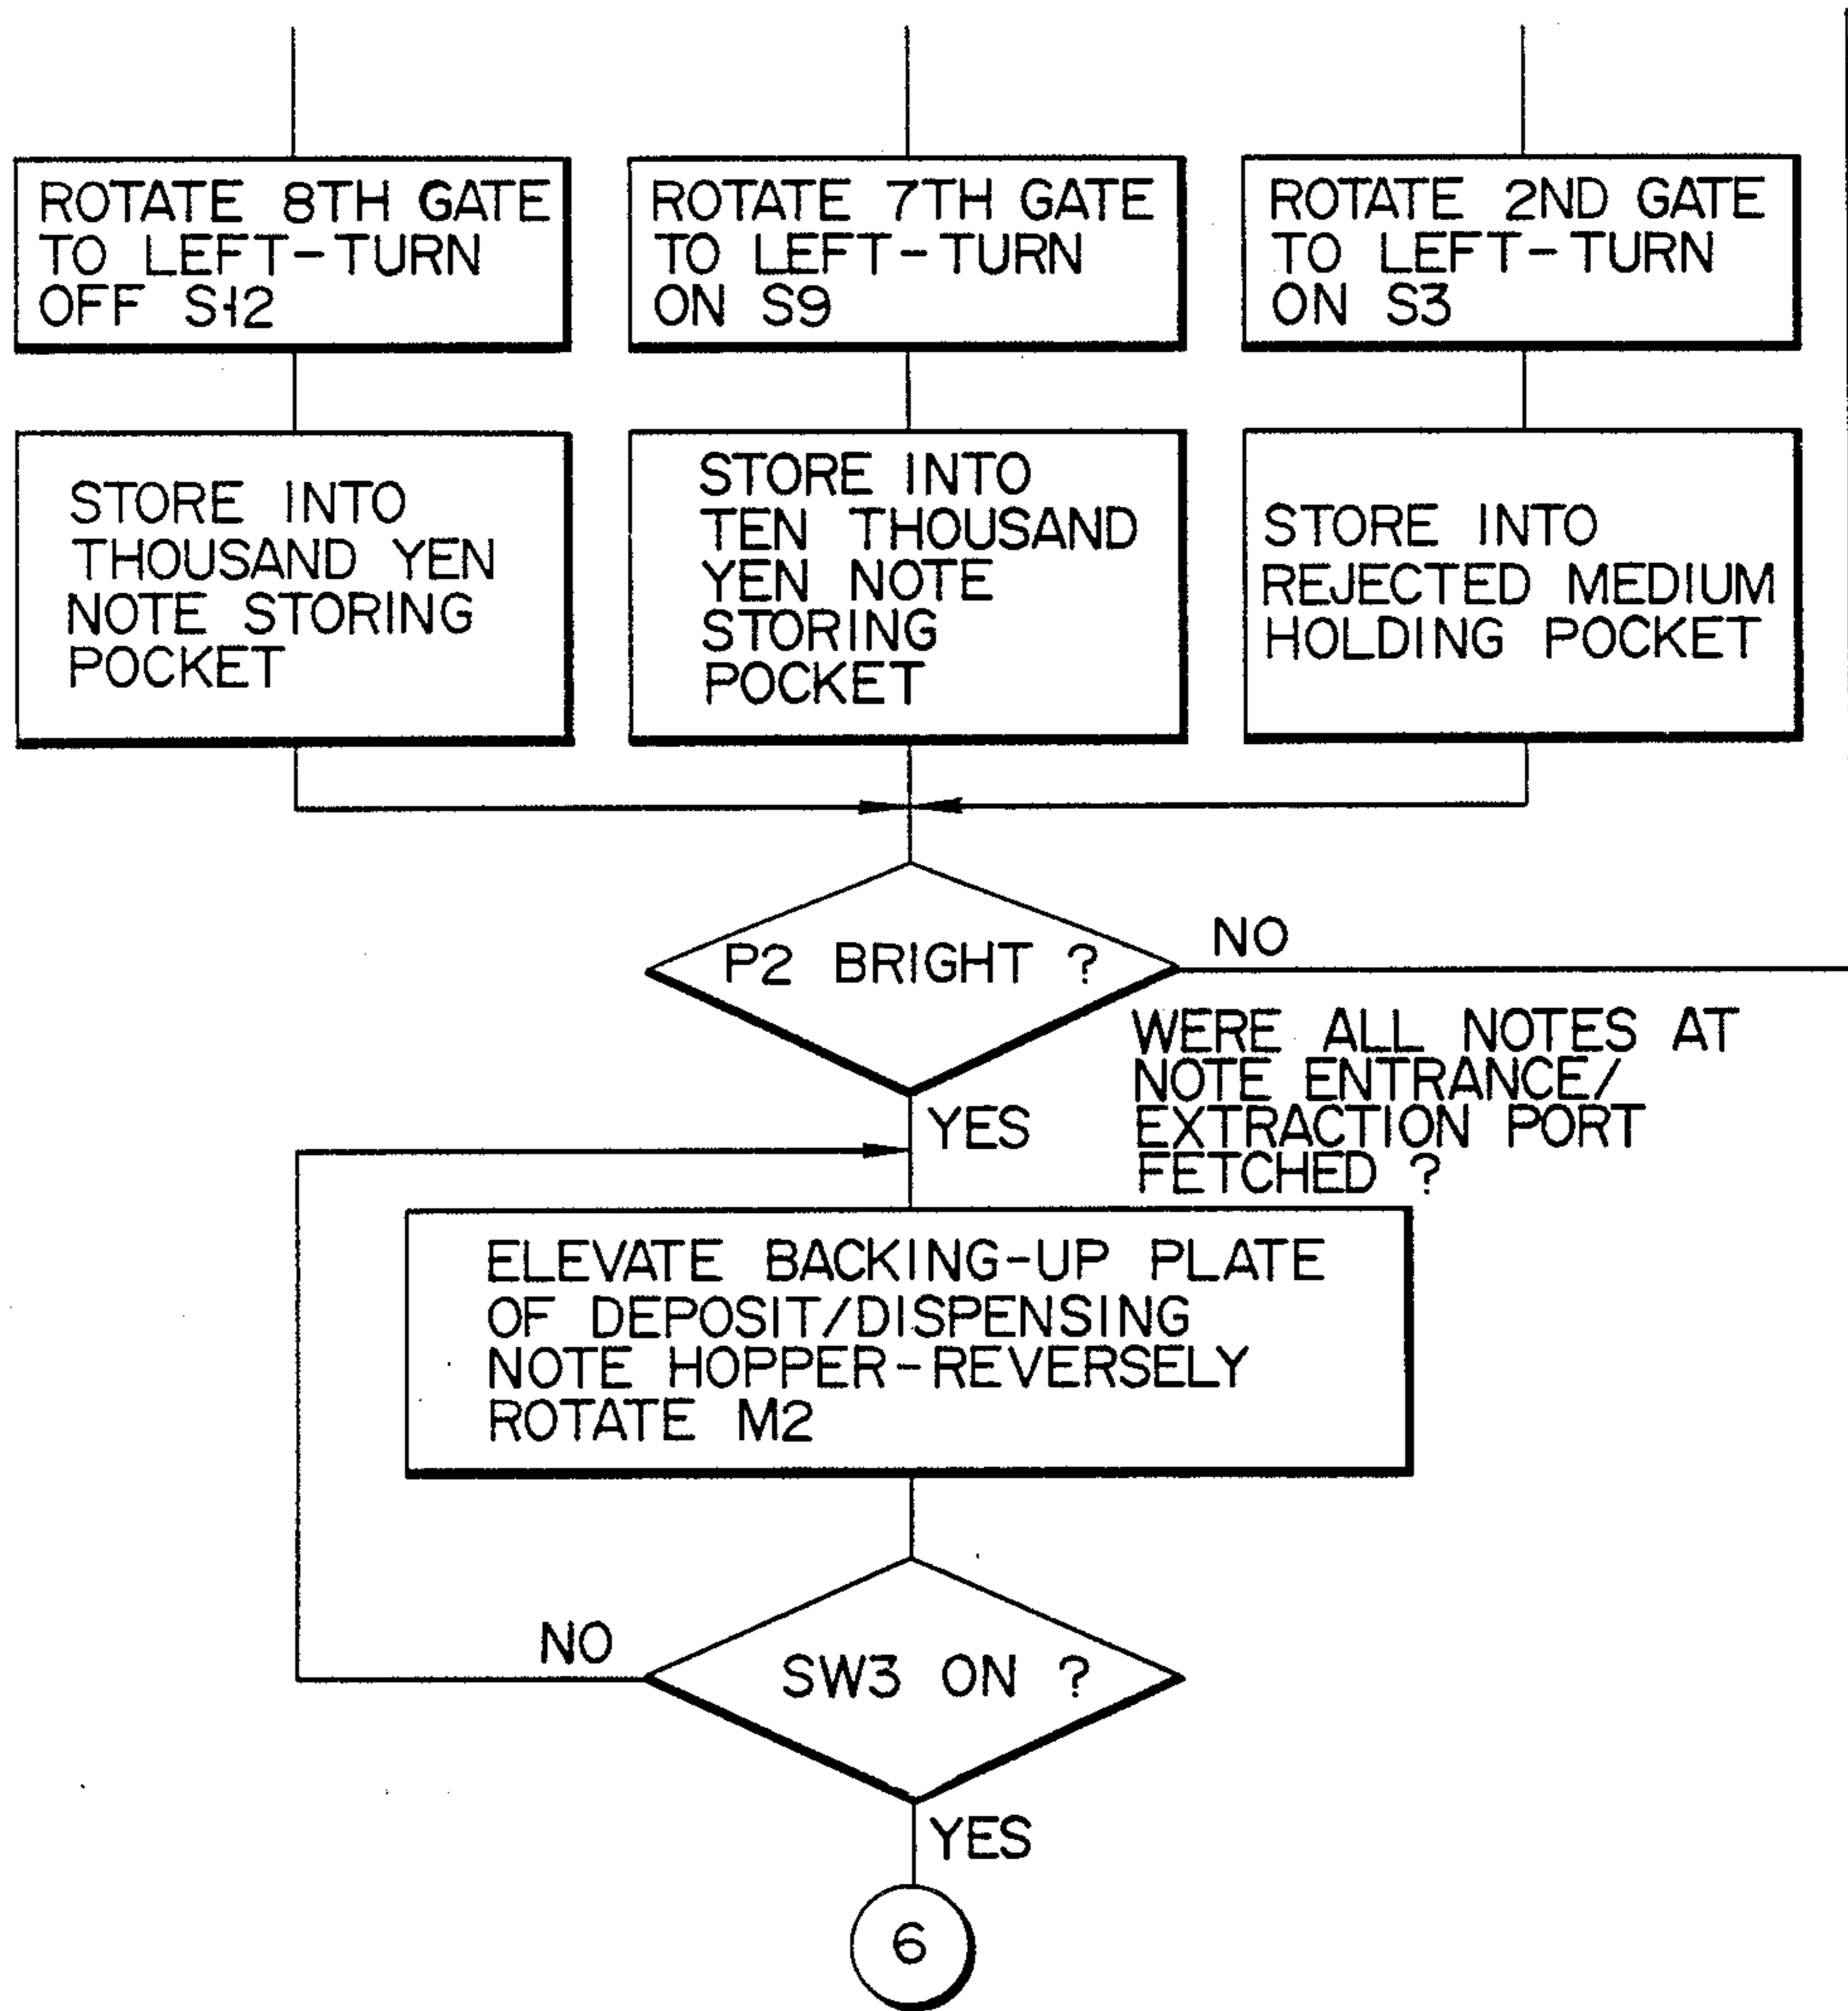 ROTATE 8TH GATE
TO LEFT-TURN
OFF S12
ROTATE 7TH GATE
TO LEFT-TURN
ON S9
ROTATE 2ND GATE
TO LEFT-TURN
ON S3
STORE INTO
THOUSAND YEN
NOTE STORING
POCKET
STORE INTO
TEN THOUSAND
YEN NOTE
STORING
POCKET
STORE INTO
REJECTED MEDIUM
HOLDING POCKET
P2 BRIGHT ?
NO
WERE ALL NOTES AT
NOTE ENTRANCE/
EXTRACTION PORT
FETCHED ?
YES
ELEVATE BACKING-UP PLATE
OF DEPOSIT/DISPENSING
NOTE HOPPER-REVERSELY
ROTATE M2
NO
SW3 ON ?
YES
6